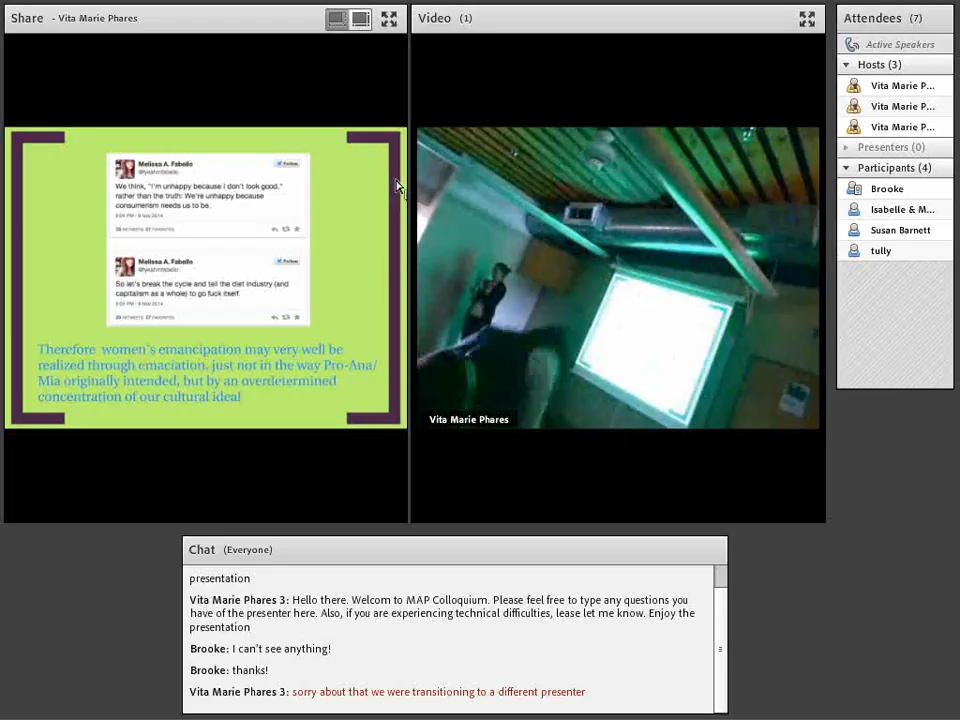 Share - Vita Marie Phares
Video (1)
Attendees (7)
Active Speakers
Hosts (3)
Vita Marie P...
Vita Marie P...
Vita Marie P...
Presenters (0)
Participants (4)
Brooke
Isabelle & M...
Susan Barnett
tully
Melissa A. Fabello
@fyeahmfabello
Follow
We think, "I'm unhappy because I don't look good,"
rather than the truth: We're unhappy because
consumerism needs us to be.
Melissa A. Fabello
@fyeahmfabello
Follow
So let's break the cycle and tell the diet industry (and
capitalism as a whole) to go fuck itself.
Therefore women's emancipation may very well be
realized through emaciation, just not in the way Pro-Ana/
Mia originally intended, but by an overdetermined
concentration of our cultural ideal
Vita Marie Phares
Chat (Everyone)
presentation
Vita Marie Phares 3: Hello there. Welcom to MAP Colloquium. Please feel free to type any questions you
have of the presenter here. Also, if you are experiencing technical difficulties, lease let me know. Enjoy the
presentation
Brooke: I can't see anything!
Brooke: thanks!
Vita Marie Phares 3: sorry about that we were transitioning to a different presenter